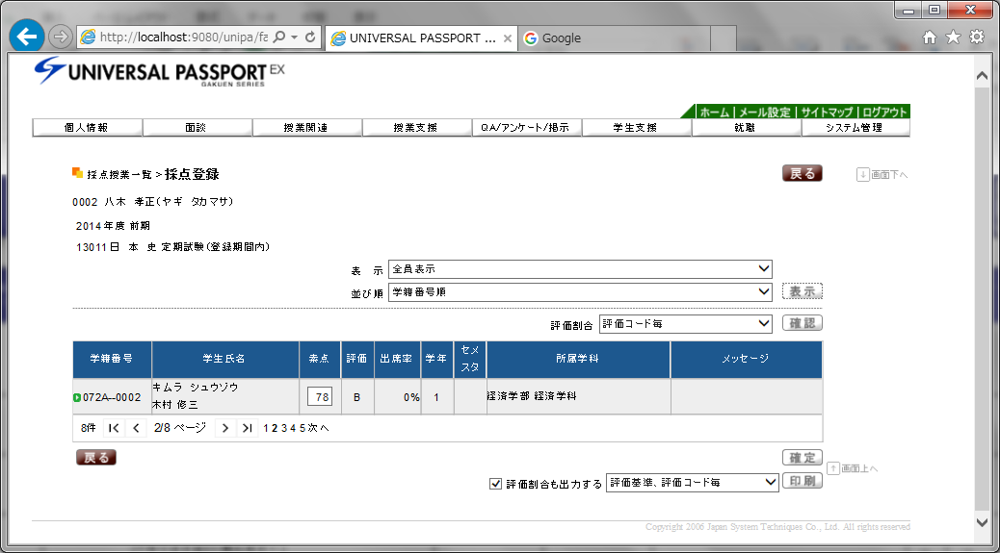 http://localhost:9080/unipa/fa
UNIVERSAL PASSPORT ...
Google
UNIVERSAL PASSPORT EX
GAKUEN SERIES
ホーム | メール設定 | サイトマップ | ログアウト
個人情報 面談 授業関連 授業支援 QA/アンケート/掲示 学生支援 就職 システム管理
採点授業一覧 > 採点登録 戻る 画面下へ
0002 八木 孝正(ヤギ タカマサ)
2014年度 前期
13011日 本 史 定期試験(登録期間内)
表 示 全員表示
並び順 学籍番号順 表示
評価割合 評価コード毎 確認
学籍番号 学生氏名 素点 評価 出席率 学年 セメスタ 所属学科 メッセージ
キムラ シュウゾウ
072A--0002 木村 修三 78 B 0% 1 経済学部 経済学科
8件 2/8 ページ 1 2 3 4 5 次へ
戻る 確定 画面上へ
評価割合も出力する 評価基準、評価コード毎 印刷
Copyright 2006 Japan System Techniques Co., Ltd. All rights reserved